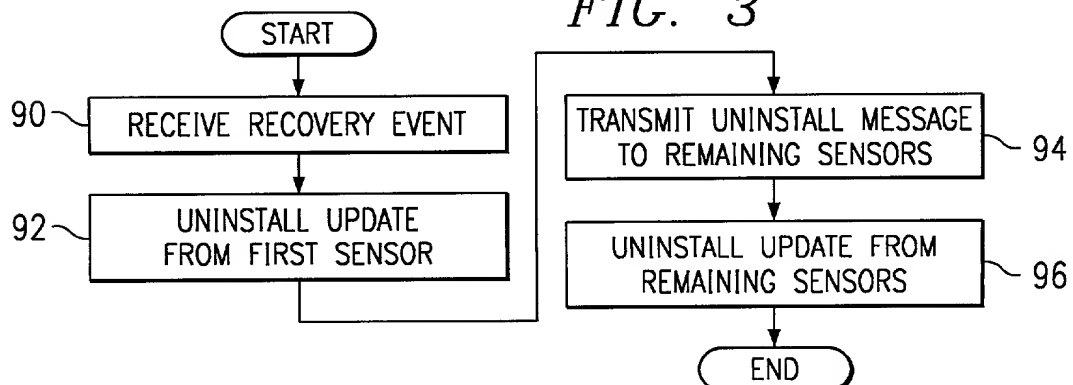 FIG. 3
START
90
RECEIVE RECOVERY EVENT
92
UNINSTALL UPDATE
FROM FIRST SENSOR
TRANSMIT UNINSTALL MESSAGE
TO REMAINING SENSORS
94
UNINSTALL UPDATE FROM
REMAINING SENSORS
96
END